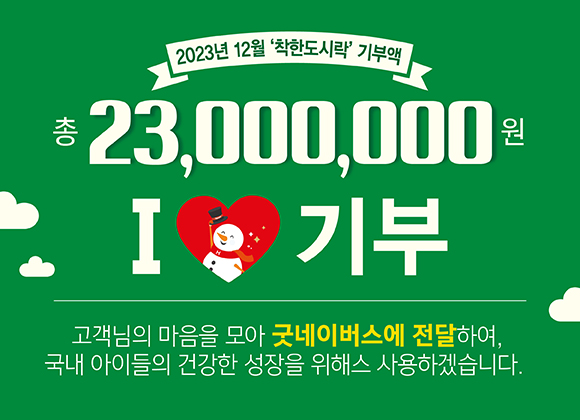 2023년 12월 '착한도시락' 기부액
총 23,000,000원
I 기부
고객님의 마음을 모아 굿네이버스에 전달하여,
국내 아이들의 건강한 성장을 위해스 사용하겠습니다.